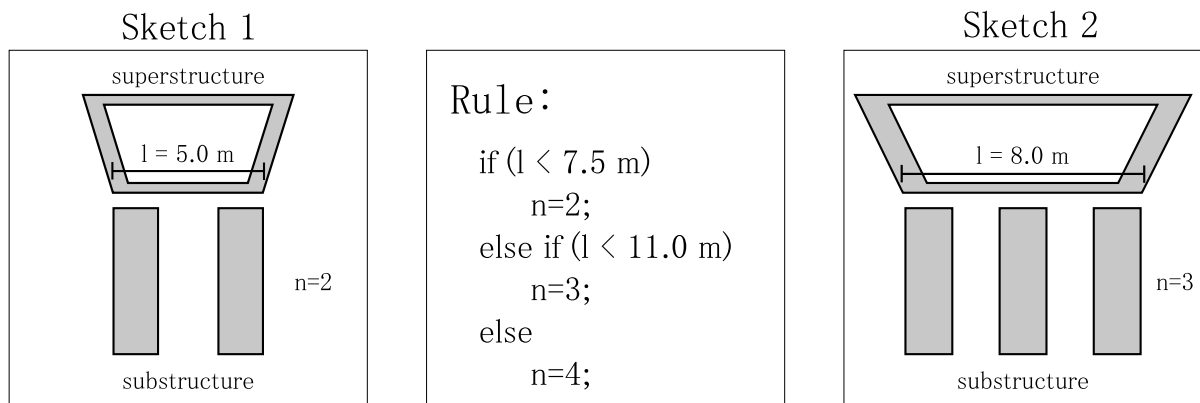 Sketch 1
superstructure
l = 5.0 m
n=2
substructure
Rule:
if (l < 7.5 m)
n=2;
else if (l < 11.0 m)
n=3;
else
n=4;
Sketch 2
superstructure
l = 8.0 m
n=3
substructure